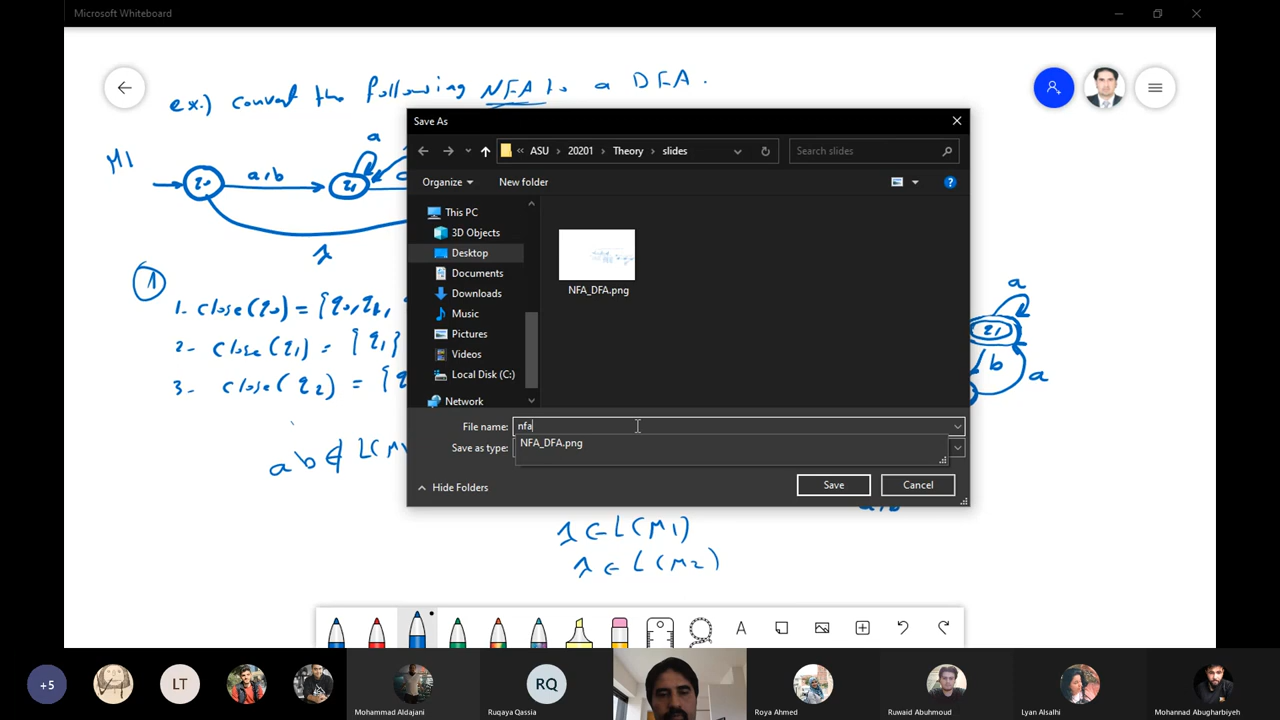 Microsoft Whiteboard
ex.) convert the following NFA to a DFA.
M1
q0
a,b
q1
a
λ
Save As
« ASU > 20201 > Theory > slides
Search slides
Organize
New folder
This PC
3D Objects
Desktop
Documents
Downloads
Music
Pictures
Videos
Local Disk (C:)
Network
NFA_DFA.png
File name: nfa
NFA_DFA.png
Save as type:
Hide Folders
Save
Cancel
1
1- close(q0) = {q0,q1,
2- close(q1) = {q1}
3- close(q2) = {q
a
q1
b
a
ab ∉ L(M
a,b
λ ∈ L(M1)
λ ∈ L(M2)
A
+5
LT
Mohammad Aldajani
RQ
Ruqaya Qassia
Roya Ahmed
Ruwaid Abuhmoud
Lyan Alsalhi
Mohannad Abugharbiyeh